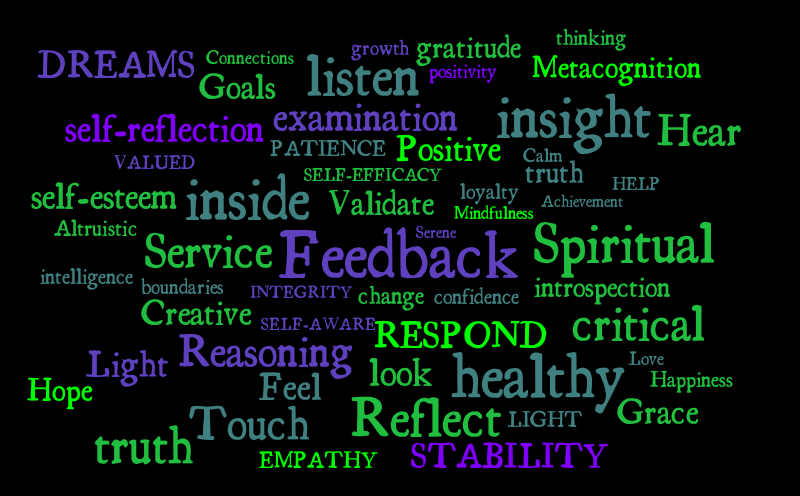 DREAMS Connections growth gratitude thinking
Goals listen positivity Metacognition
self-reflection examination insight Hear
VALUED PATIENCE Positive Calm
SELF-EFFICACY truth HELP
self-esteem inside Validate loyalty Achievement
Mindfulness
Altruistic Service Feedback Serene Spiritual
intelligence boundaries INTEGRITY change confidence introspection
Creative SELF-AWARE RESPOND critical
Light Reasoning look healthy Love
Hope Feel Happiness
Touch Reflect LIGHT Grace
truth EMPATHY STABILITY